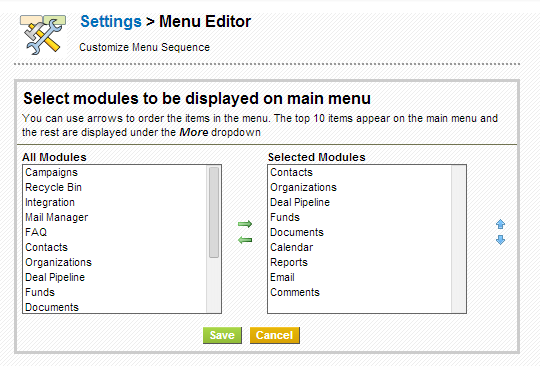 Settings > Menu Editor
Customize Menu Sequence
Select modules to be displayed on main menu
You can use arrows to order the items in the menu. The top 10 items appear on the main menu and
the rest are displayed under the More dropdown
All Modules
Campaigns
Recycle Bin
Integration
Mail Manager
FAQ
Contacts
Organizations
Deal Pipeline
Funds
Documents
Selected Modules
Contacts
Organizations
Deal Pipeline
Funds
Documents
Calendar
Reports
Email
Comments
Save Cancel